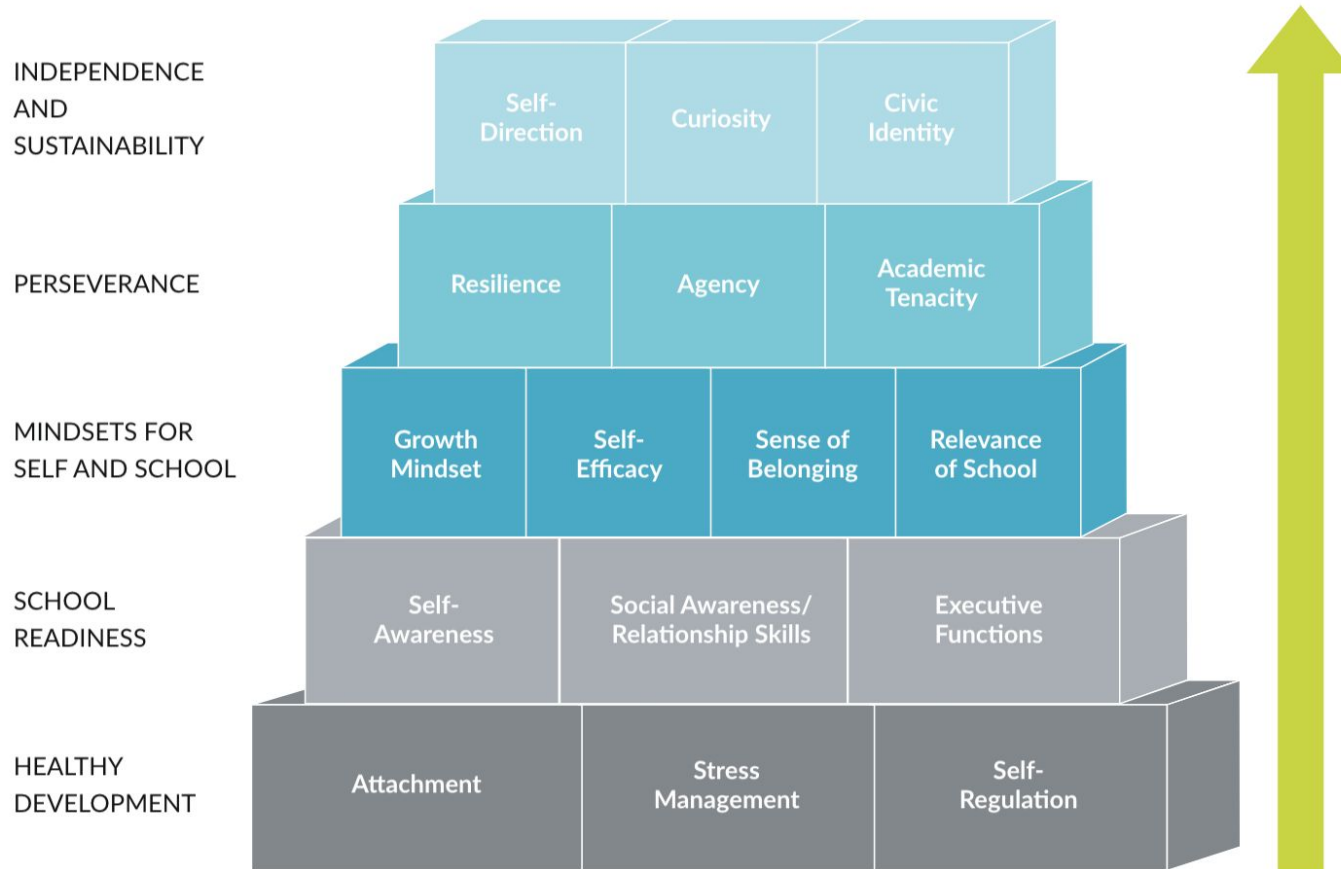 INDEPENDENCE
AND
SUSTAINABILITY
Self-
Direction
Curiosity
Civic
Identity
PERSEVERANCE
Resilience
Agency
Academic
Tenacity
MINDSETS FOR
SELF AND SCHOOL
Growth
Mindset
Self-
Efficacy
Sense of
Belonging
Relevance
of School
SCHOOL
READINESS
Self-
Awareness
Social Awareness/
Relationship Skills
Executive
Functions
HEALTHY
DEVELOPMENT
Attachment
Stress
Management
Self-
Regulation